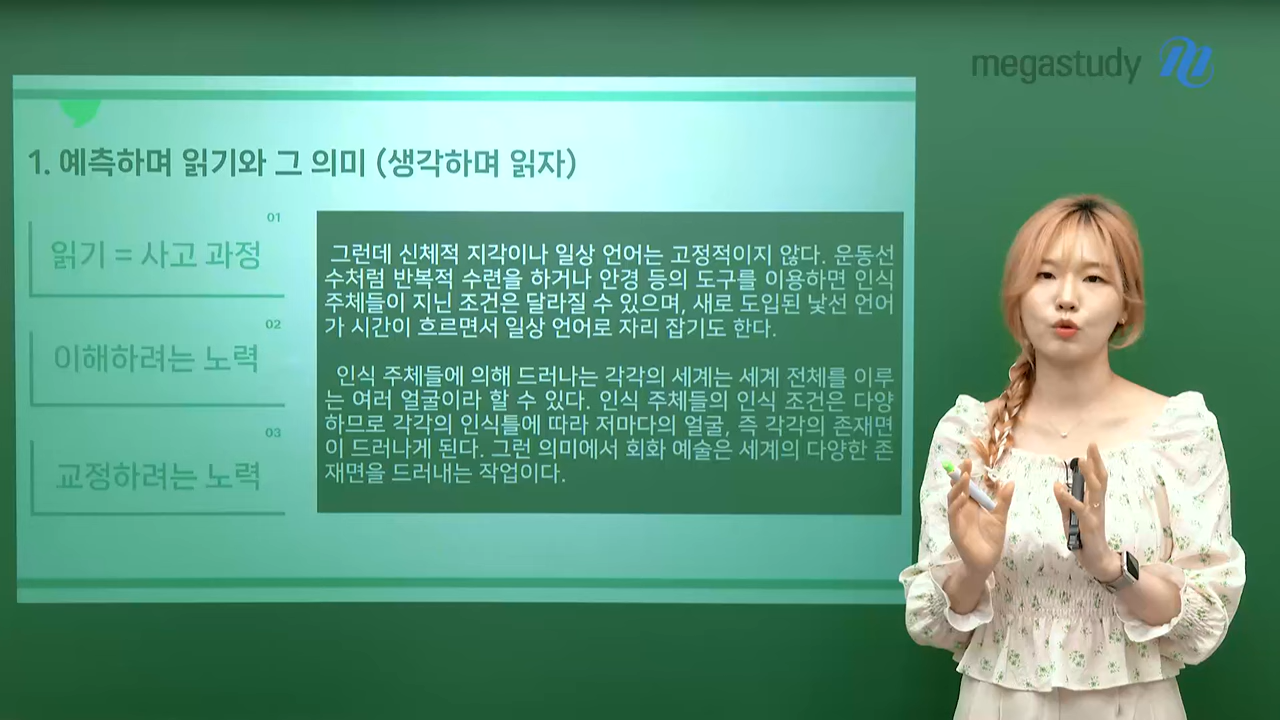 megastudy
1. 예측하며 읽기와 그 의미 (생각하며 읽자)
01
읽기 = 사고 과정
02
이해하려는 노력
03
교정하려는 노력
그런데 신체적 지각이나 일상 언어는 고정적이지 않다. 운동선
수처럼 반복적 수련을 하거나 안경 등의 도구를 이용하면 인식
주체들이 지닌 조건은 달라질 수 있으며, 새로 도입된 낯선 언어
가 시간이 흐르면서 일상 언어로 자리 잡기도 한다.
인식 주체들에 의해 드러나는 각각의 세계는 세계 전체를 이루
는 여러 얼굴이라 할 수 있다. 인식 주체들의 인식 조건은 다양
하므로 각각의 인식틀에 따라 저마다의 얼굴, 즉 각각의 존재면
이 드러나게 된다. 그런 의미에서 회화 예술은 세계의 다양한 존
재면을 드러내는 작업이다.